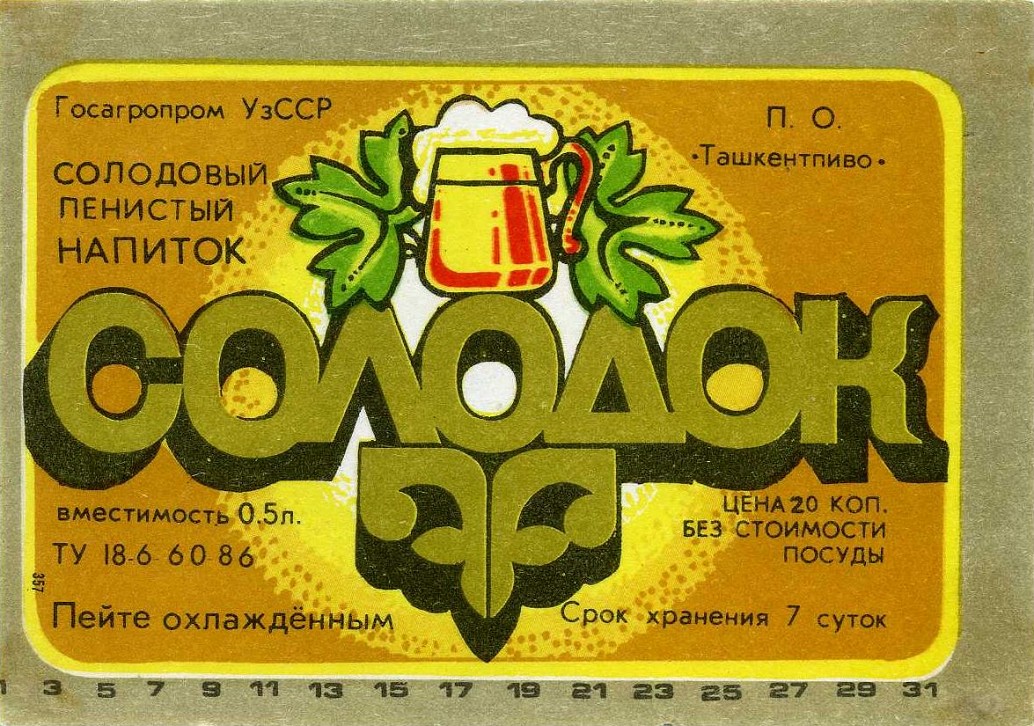 Госагропром УзССР
П. О.
•Ташкентпиво•
СОЛОДОВЫЙ
ПЕНИСТЫЙ
НАПИТОК
СОЛОДОК
вместимость 0.5л.
ТУ 18-6 60 86
ЦЕНА 20 КОП.
БЕЗ СТОИМОСТИ
ПОСУДЫ
357
Пейте охлаждённым
Срок хранения 7 суток
1 3 5 7 9 11 13 15 17 19 21 23 25 27 29 31